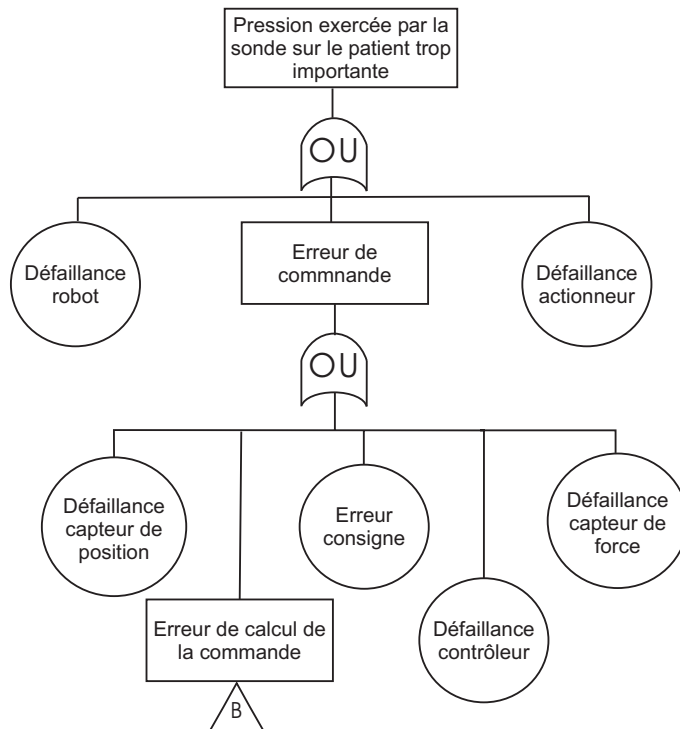 Pression exercée par la
sonde sur le patient trop
importante
OU
Défaillance
robot
Erreur de
commnande
Défaillance
actionneur
OU
Défaillance
capteur de
position
Erreur
consigne
Défaillance
capteur de
force
Erreur de calcul de
la commande
Défaillance
contrôleur
B